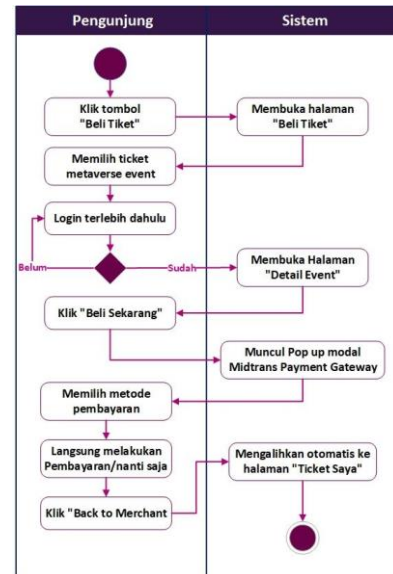 Pengunjung
Sistem
Klik tombol
"Beli Tiket"
Membuka halaman
"Beli Tiket"
Memilih ticket
metaverse event
Login terlebih dahulu
Belum
Sudah
Membuka Halaman
"Detail Event"
Klik "Beli Sekarang"
Muncul Pop up modal
Midtrans Payment Gateway
Memilih metode
pembayaran
Langsung melakukan
Pembayaran/nanti saja
Mengalihkan otomatis ke
halaman "Ticket Saya"
Klik "Back to Merchant